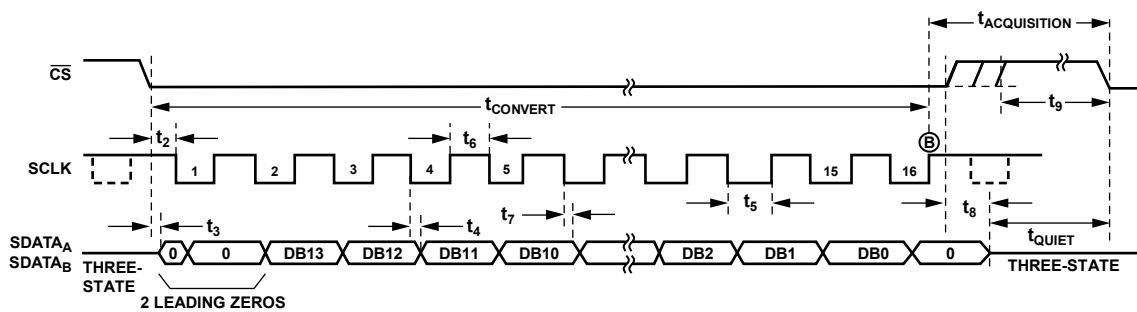 tACQUISITION
CS
tCONVERT
t9
t2
t6
B
SCLK
1 2 3 4 5 15 16
t3
t4
t7
t5
t8
tQUIET
SDATAA
SDATAB
0 0 DB13 DB12 DB11 DB10 DB2 DB1 DB0 0
THREE-
STATE
THREE-STATE
2 LEADING ZEROS